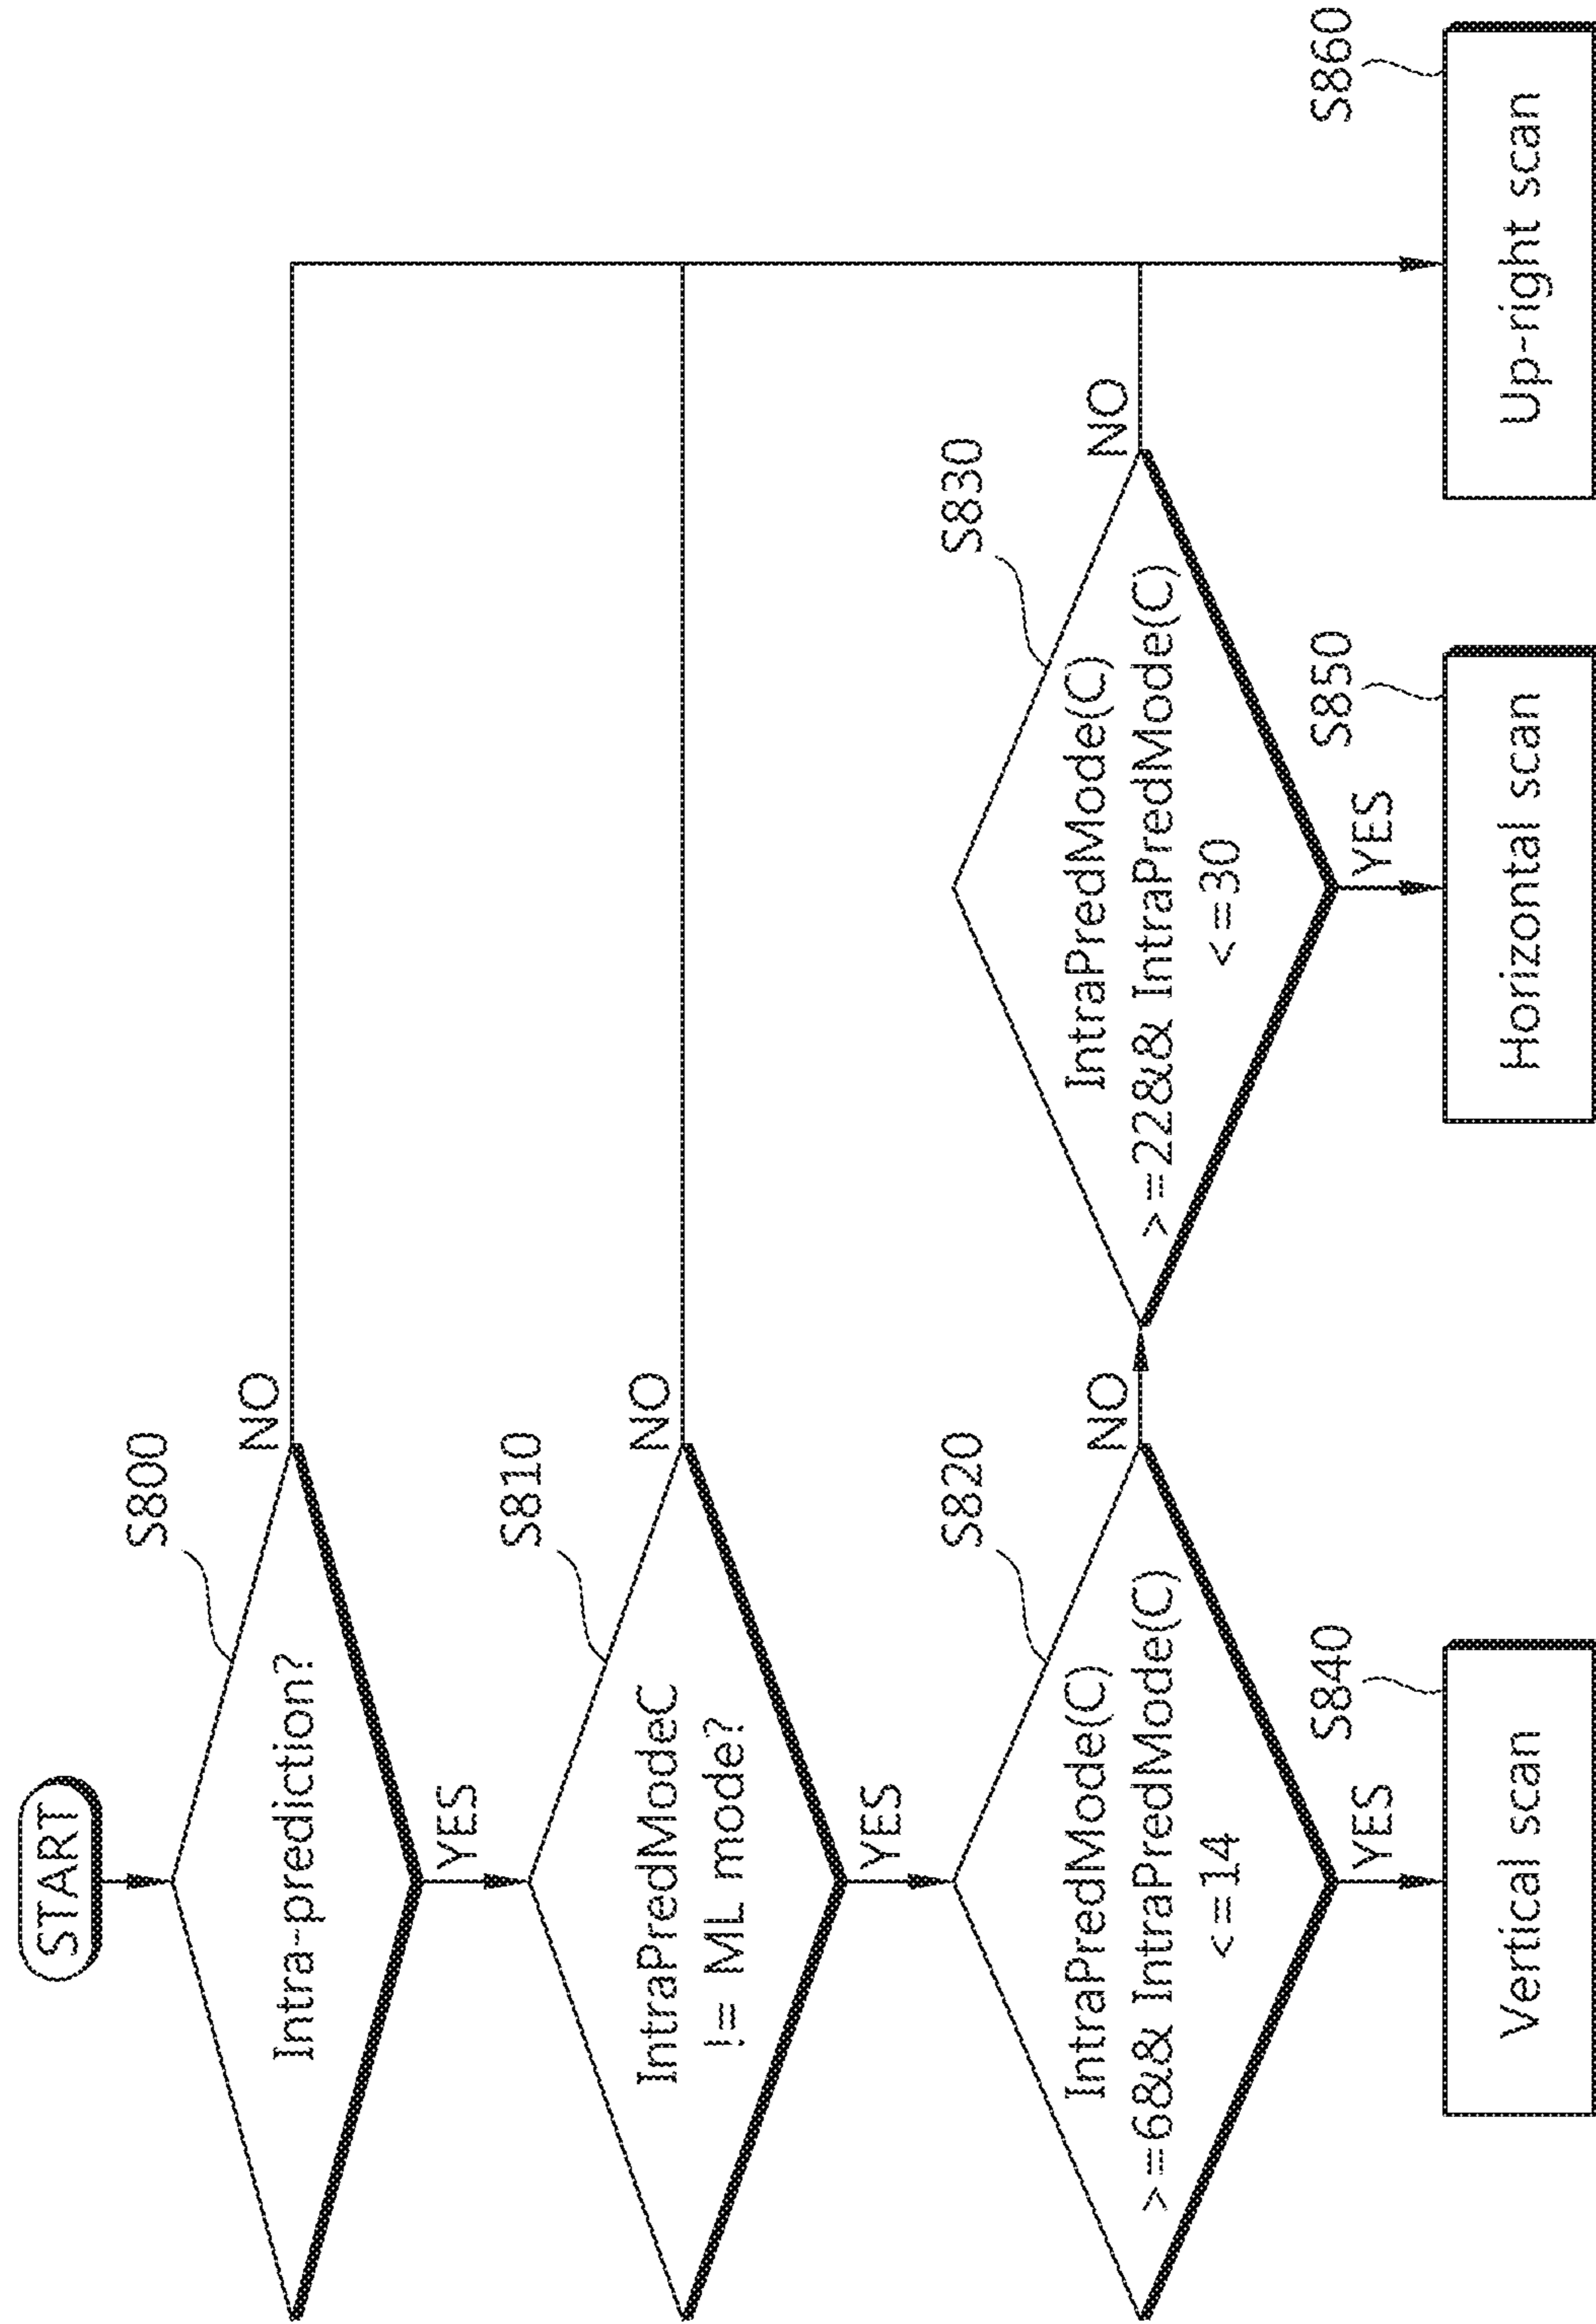 START
S800
Intra-prediction?
NO
YES
S810
IntraPredModeC
!= ML mode?
NO
YES
S820
IntraPredMode(C)
>=6&& IntraPredMode(C)
<=14
NO
YES
S830
IntraPredMode(C)
>=22&& IntraPredMode(C)
<=30
NO
YES
S840
Vertical scan
S850
Horizontal scan
S860
Up-right scan